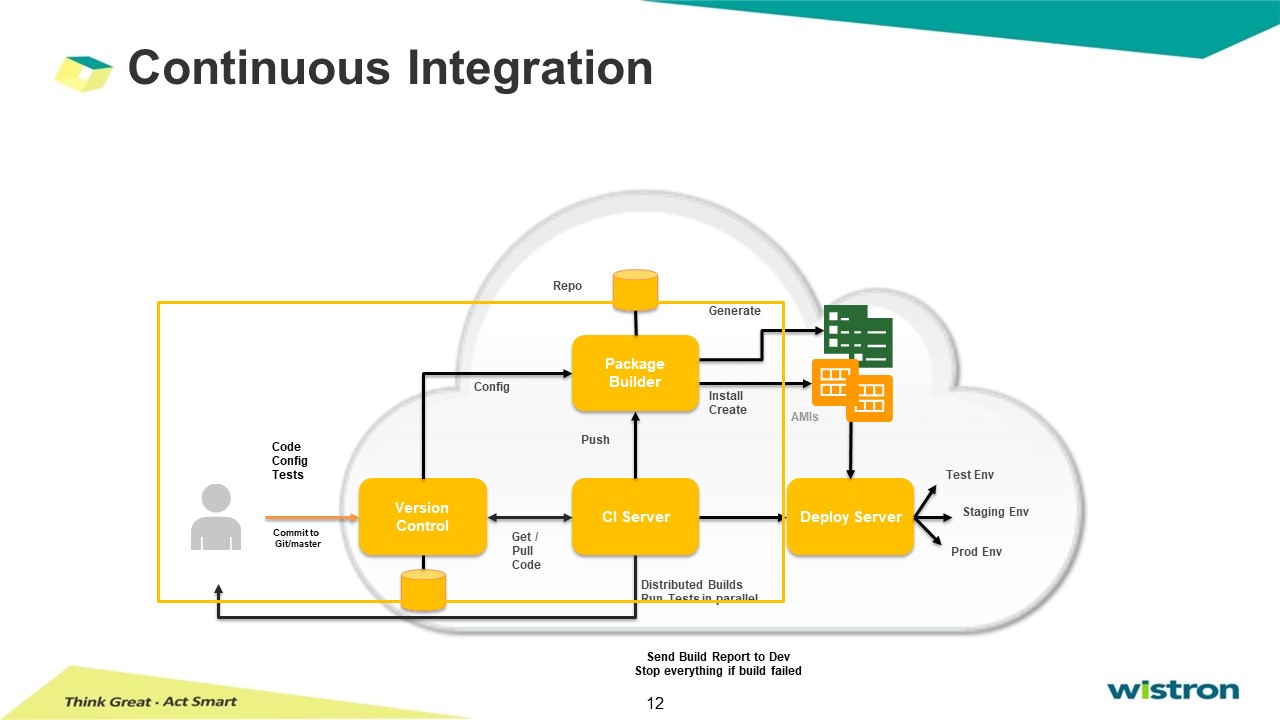 Continuous Integration
Repo
Generate
Package
Builder
Config
Install
Create
AMIs
Push
Code
Config
Tests
Test Env
Version
Control
CI Server
Deploy Server
Staging Env
Commit to
Git/master
Get /
Pull
Code
Prod Env
Distributed Builds
Run Tests in parallel
Send Build Report to Dev
Stop everything if build failed
Think Great · Act Smart
12
wistron